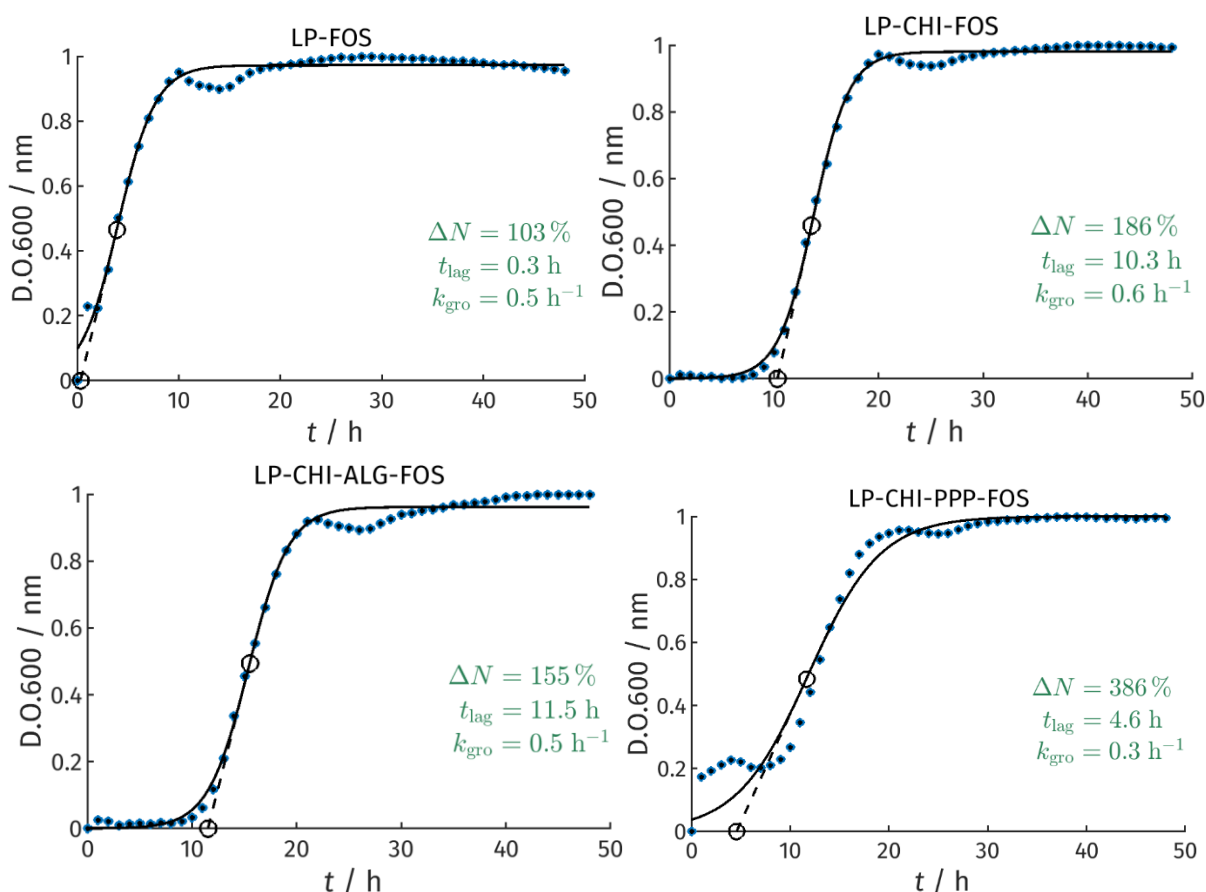 LP-FOS
1
0.8
0.6
0.4
0.2
0
D.O.600 / nm
ΔN = 103 %
t_lag = 0.3 h
k_gro = 0.5 h⁻¹
0 10 20 30 40 50
t / h
LP-CHI-FOS
1
0.8
0.6
0.4
0.2
0
D.O.600 / nm
ΔN = 186 %
t_lag = 10.3 h
k_gro = 0.6 h⁻¹
0 10 20 30 40 50
t / h
LP-CHI-ALG-FOS
1
0.8
0.6
0.4
0.2
0
D.O.600 / nm
ΔN = 155 %
t_lag = 11.5 h
k_gro = 0.5 h⁻¹
0 10 20 30 40 50
t / h
LP-CHI-PPP-FOS
1
0.8
0.6
0.4
0.2
0
D.O.600 / nm
ΔN = 386 %
t_lag = 4.6 h
k_gro = 0.3 h⁻¹
0 10 20 30 40 50
t / h